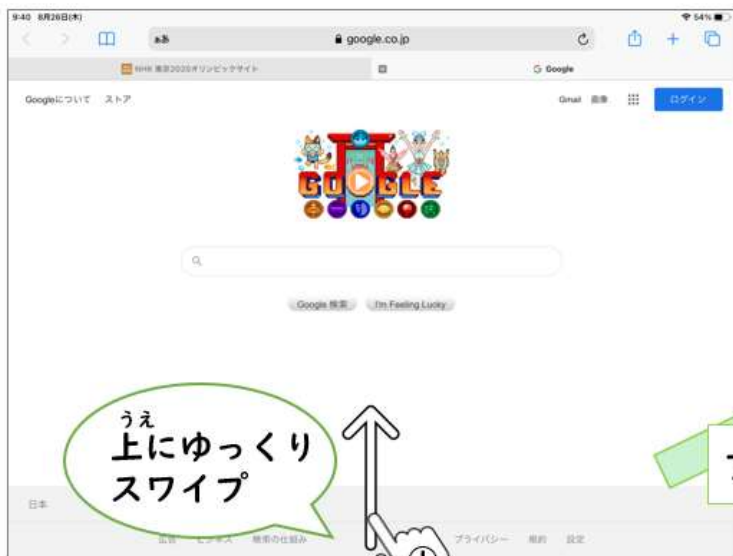 9:40 8月26日(木)
54%
ああ
google.co.jp
NHK 東京2020オリンピックサイト
Google
Googleについて ストア
Gmail 画像
ログイン
GOOGLE
Google 検索
I'm Feeling Lucky
うえ
上にゆっくり
スワイプ
日本
広告 ビジネス 検索の仕組み
プライバシー 規約 設定